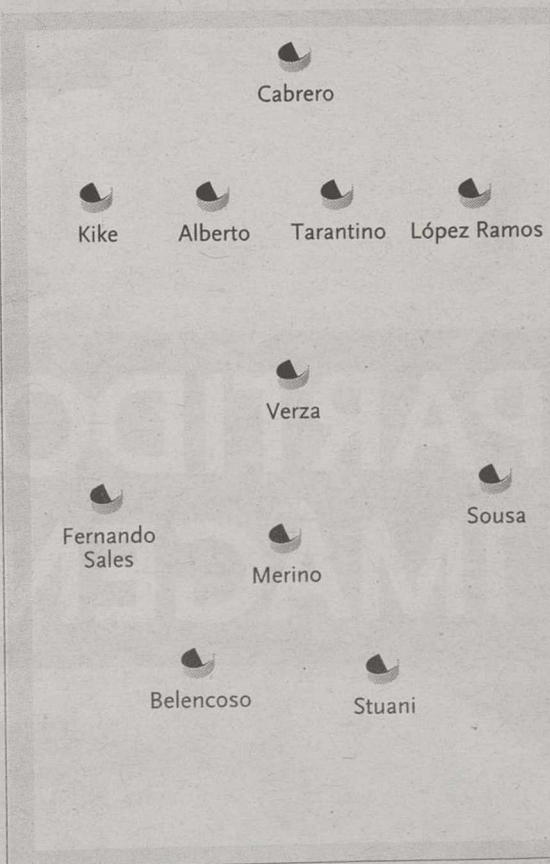 Cabrero
Kike Alberto Tarantino López Ramos
Verza
Sousa
Fernando
Sales
Merino
Belencoso Stuani